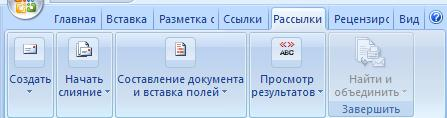 Главная Вставка Разметка с Ссылки Рассылки Рецензирс Вид
«»
ABC
Создать Начать слияние Составление документа и вставка полей Просмотр результатов Найти и объединить
Завершить